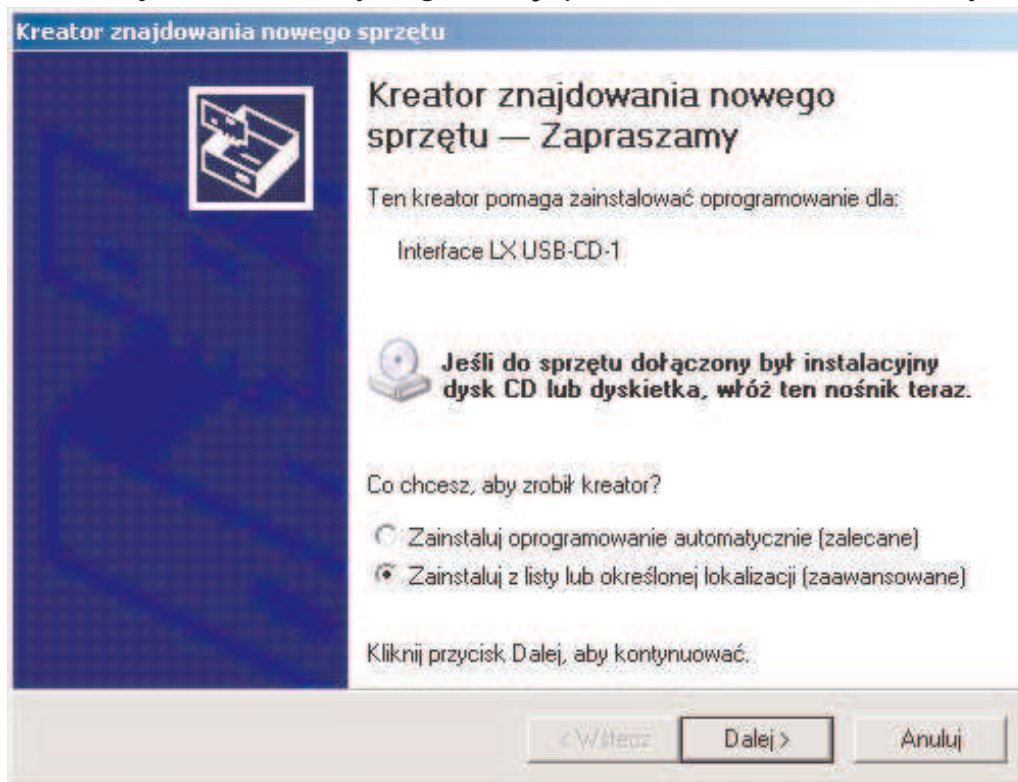 Kreator znajdowania nowego sprzętu
Kreator znajdowania nowego
sprzętu — Zapraszamy
Ten kreator pomaga zainstalować oprogramowanie dla:
Interface LX USB-CD-1
Jeśli do sprzętu dołączony był instalacyjny
dysk CD lub dyskietka, włóż ten nośnik teraz.
Co chcesz, aby zrobił kreator?
Zainstaluj oprogramowanie automatycznie (zalecane)
Zainstaluj z listy lub określonej lokalizacji (zaawansowane)
Kliknij przycisk Dalej, aby kontynuować.
< Wstecz Dalej > Anuluj